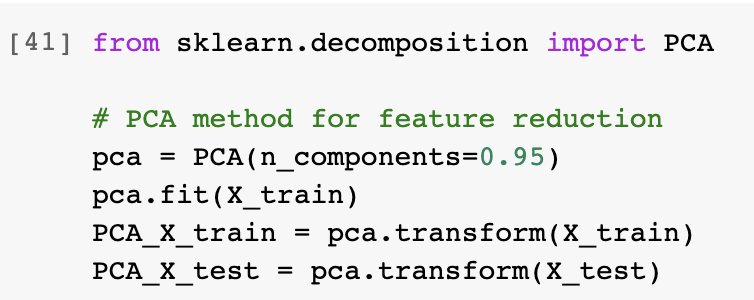 [41] from sklearn.decomposition import PCA
# PCA method for feature reduction
pca = PCA(n_components=0.95)
pca.fit(X_train)
PCA_X_train = pca.transform(X_train)
PCA_X_test = pca.transform(X_test)